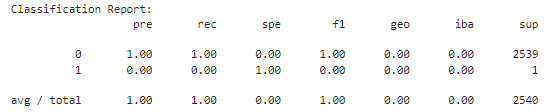 Classification Report:
pre rec spe f1 geo iba sup
0 1.00 1.00 0.00 1.00 0.00 0.00 2539
1 0.00 0.00 1.00 0.00 0.00 0.00 1
avg / total 1.00 1.00 0.00 1.00 0.00 0.00 2540